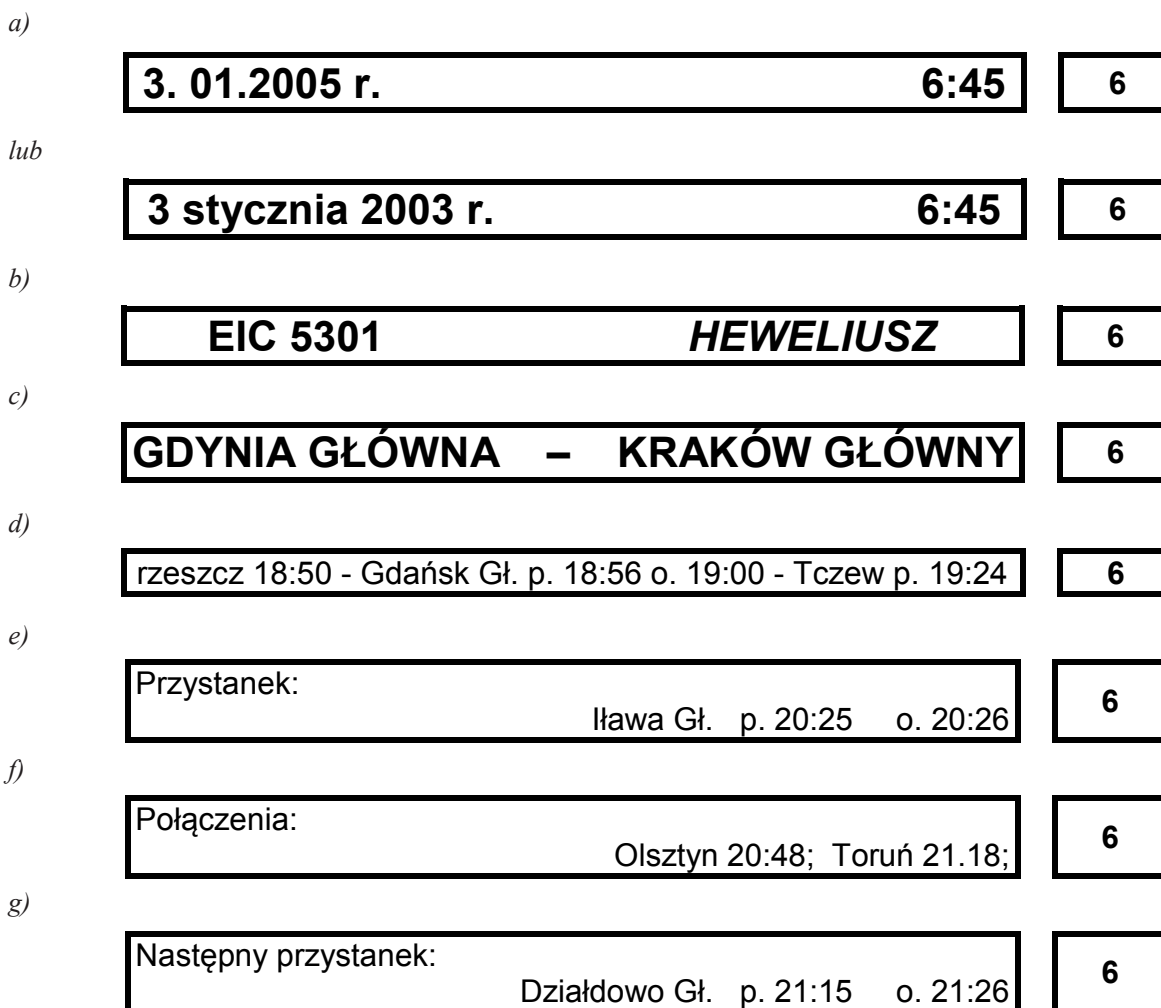 a)
3. 01.2005 r. 6:45 6
lub
3 stycznia 2003 r. 6:45 6
b)
EIC 5301 HEWELIUSZ 6
c)
GDYNIA GŁÓWNA – KRAKÓW GŁÓWNY 6
d)
rzeszcz 18:50 - Gdańsk Gł. p. 18:56 o. 19:00 - Tczew p. 19:24 6
e)
Przystanek:
Iława Gł. p. 20:25 o. 20:26 6
f)
Połączenia:
Olsztyn 20:48; Toruń 21.18; 6
g)
Następny przystanek:
Działdowo Gł. p. 21:15 o. 21:26 6